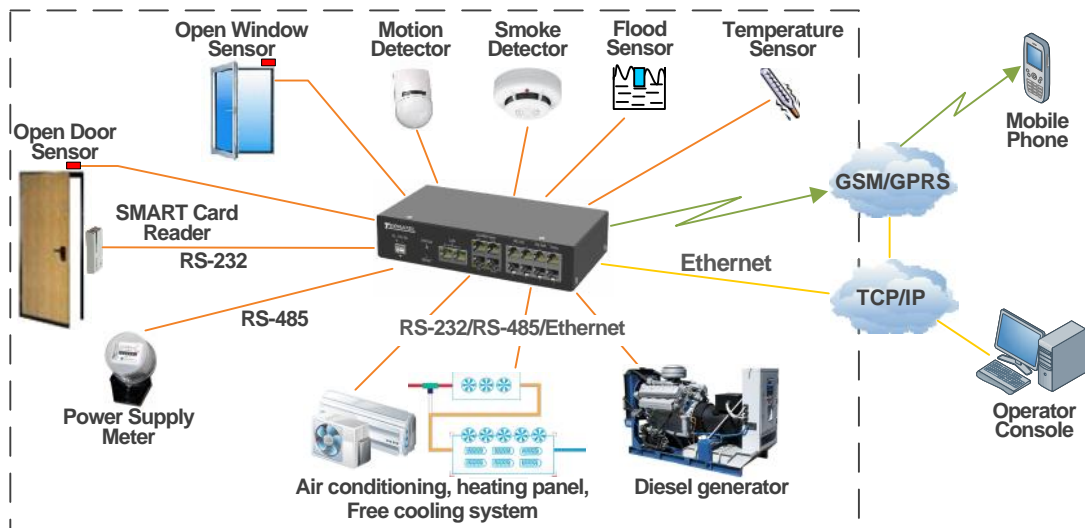 Open Window
Sensor
Motion
Detector
Smoke
Detector
Flood
Sensor
Temperature
Sensor
Mobile
Phone
Open Door
Sensor
GSM/GPRS
SMART Card
Reader
RS-232
Ethernet
TCP/IP
RS-485
RS-232/RS-485/Ethernet
Power Supply
Meter
Operator
Console
Air conditioning, heating panel,
Free cooling system
Diesel generator